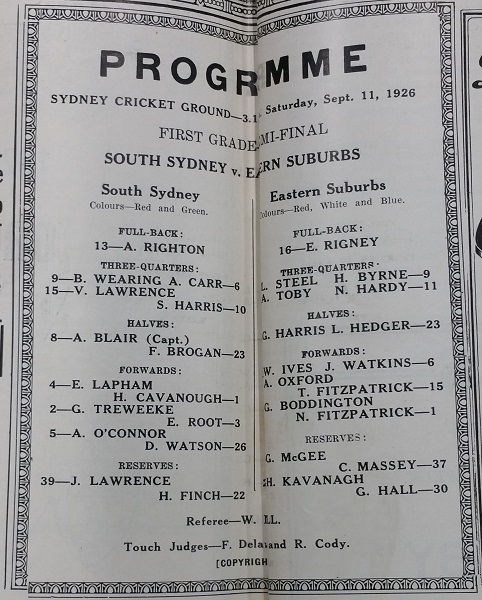 PROGRMME
SYDNEY CRICKET GROUND—3.1 Saturday, Sept. 11, 1926
FIRST GRADE MI-FINAL
SOUTH SYDNEY v. E ERN SUBURBS
South Sydney
Colours—Red and Green.
FULL-BACK:
13—A. RIGHTON
THREE-QUARTERS:
9—B. WEARING A. CARR—6
15—V. LAWRENCE
S. HARRIS—10
HALVES:
8—A. BLAIR (Capt.)
F. BROGAN—23
FORWARDS:
4—E. LAPHAM
H. CAVANOUGH—1
2—G. TREWEEKE
E. ROOT—3
5—A. O'CONNOR
D. WATSON—26
RESERVES:
39—J. LAWRENCE
H. FINCH—22
Eastern Suburbs
olours—Red, White and Blue.
FULL-BACK:
16—E. RIGNEY
THREE-QUARTERS:
L. STEEL H. BYRNE—9
A. TOBY N. HARDY—11
HALVES:
G. HARRIS L. HEDGER—23
FORWARDS:
W. IVES J. WATKINS—6
A. OXFORD
T. FITZPATRICK—15
G. BODDINGTON
N. FITZPATRICK—1
RESERVES:
G. McGEE
C. MASSEY—37
H. KAVANAGH
G. HALL—30
Referee—W. LL.
Touch Judges—F. Dela and R. Cody.
[COPYRIGH